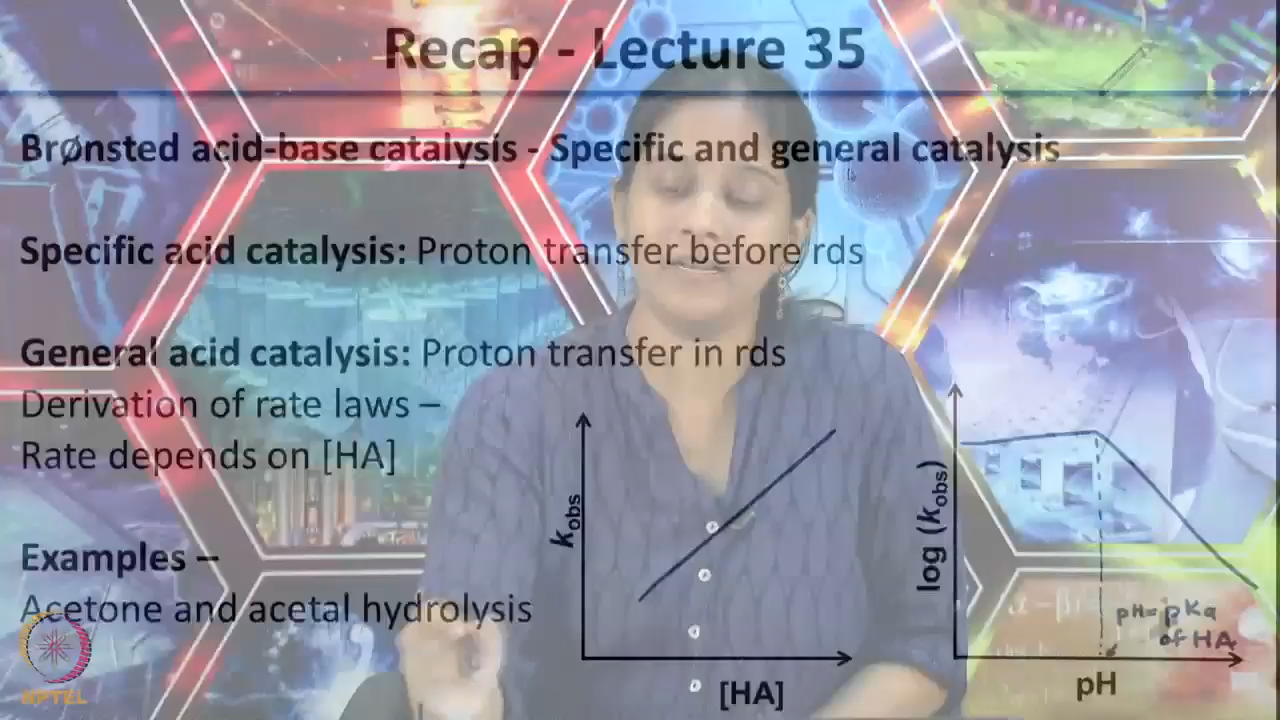 Recap - Lecture 35
Brønsted acid-base catalysis - Specific and general catalysis
Specific acid catalysis: Proton transfer before rds
General acid catalysis: Proton transfer in rds
Derivation of rate laws –
Rate depends on [HA]
Examples –
Acetone and acetal hydrolysis
k obs
[HA]
log (k obs)
pH= pKa
of HA
pH
NPTEL